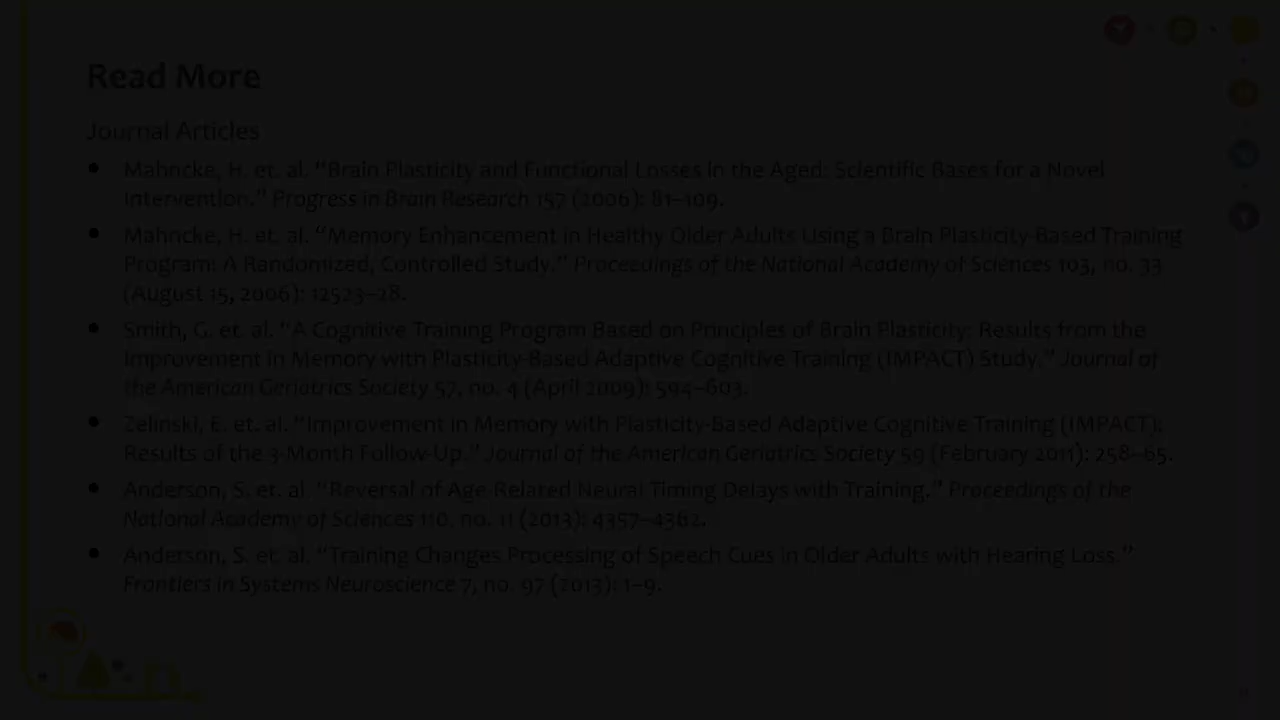 Read More
Journal Articles
• Mahncke, H. et. al. “Brain Plasticity and Functional Losses in the Aged: Scientific Bases for a Novel
Intervention.” Progress in Brain Research 157 (2006): 81–109.
• Mahncke, H. et. al. “Memory Enhancement in Healthy Older Adults Using a Brain Plasticity-Based Training
Program: A Randomized, Controlled Study.” Proceedings of the National Academy of Sciences 103, no. 33
(August 15, 2006): 12523–28.
• Smith, G. et. al. “A Cognitive Training Program Based on Principles of Brain Plasticity: Results from the
Improvement in Memory with Plasticity-Based Adaptive Cognitive Training (IMPACT) Study.” Journal of
the American Geriatrics Society 57, no. 4 (April 2009): 594–603.
• Zelinski, E. et. al. “Improvement in Memory with Plasticity-Based Adaptive Cognitive Training (IMPACT):
Results of the 3-Month Follow-Up.” Journal of the American Geriatrics Society 59 (February 2011): 258–65.
• Anderson, S. et. al. “Reversal of Age-Related Neural Timing Delays with Training.” Proceedings of the
National Academy of Sciences 110, no. 11 (2013): 4357–4362.
• Anderson, S. et. al. “Training Changes Processing of Speech Cues in Older Adults with Hearing Loss.”
Frontiers in Systems Neuroscience 7, no. 97 (2013): 1–9.